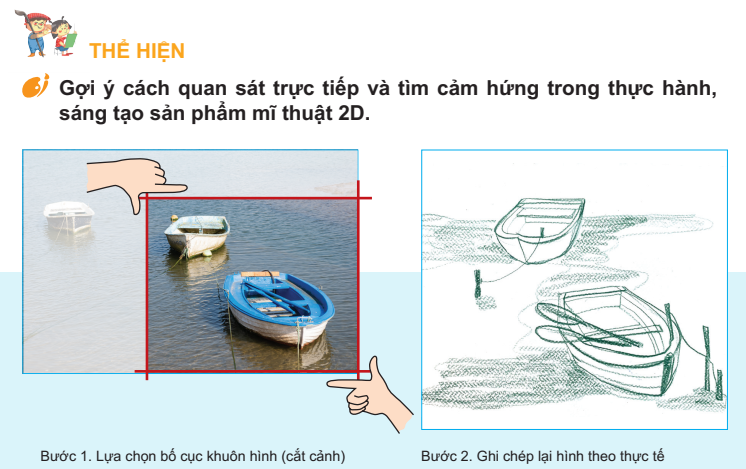 THỂ HIỆN
Gợi ý cách quan sát trực tiếp và tìm cảm hứng trong thực hành,
sáng tạo sản phẩm mĩ thuật 2D.
Bước 1. Lựa chọn bố cục khuôn hình (cắt cảnh)
Bước 2. Ghi chép lại hình theo thực tế